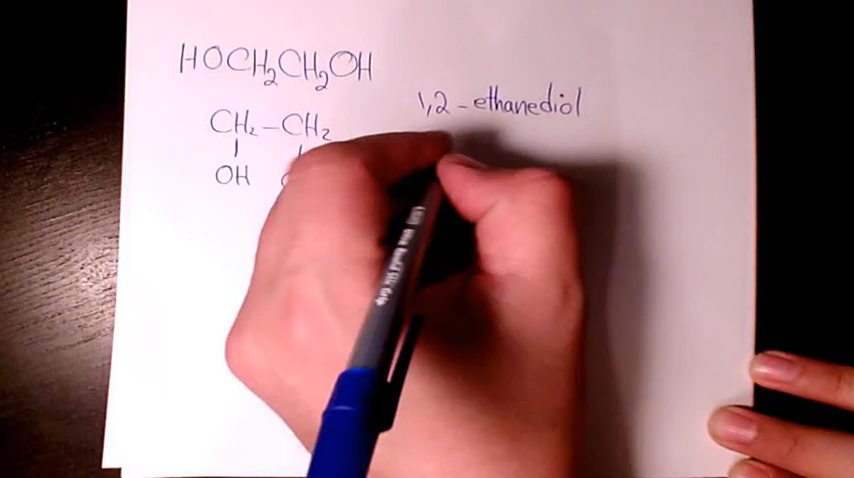 HOCH₂CH₂OH
1,2-ethanediol
CH₂-CH₂
OH